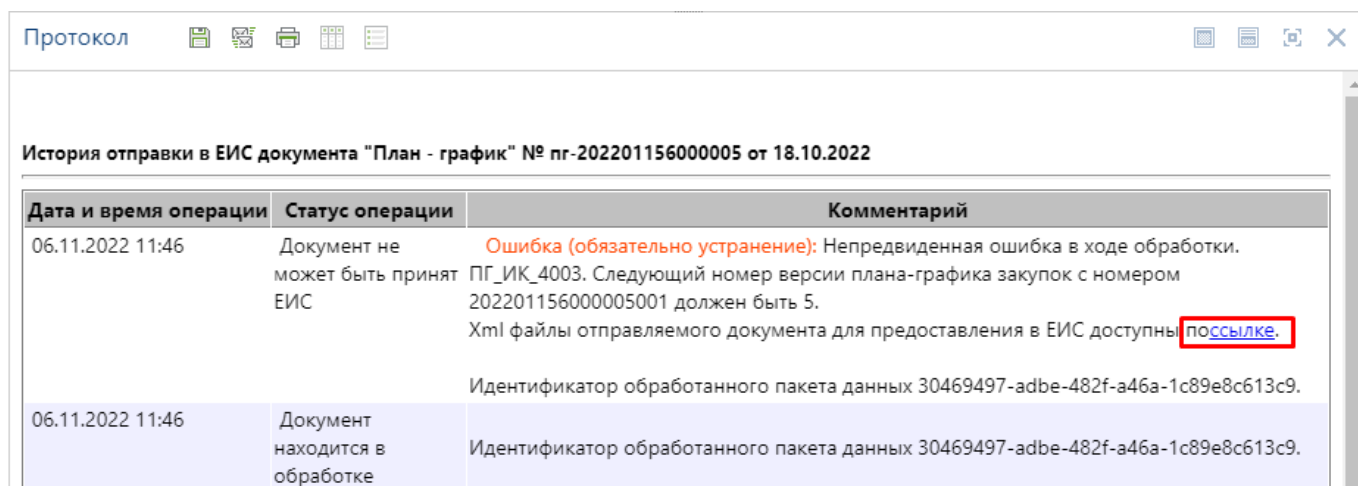 Протокол
История отправки в ЕИС документа "План - график" № пг-202201156000005 от 18.10.2022
Дата и время операции Статус операции Комментарий
06.11.2022 11:46 Документ не Ошибка (обязательно устранение): Непредвиденная ошибка в ходе обработки.
может быть принят ПГ_ИК_4003. Следующий номер версии плана-графика закупок с номером
ЕИС 202201156000005001 должен быть 5.
Xml файлы отправляемого документа для предоставления в ЕИС доступны поссылке.
Идентификатор обработанного пакета данных 30469497-adbe-482f-a46a-1c89e8c613c9.
06.11.2022 11:46 Документ
находится в Идентификатор обработанного пакета данных 30469497-adbe-482f-a46a-1c89e8c613c9.
обработке